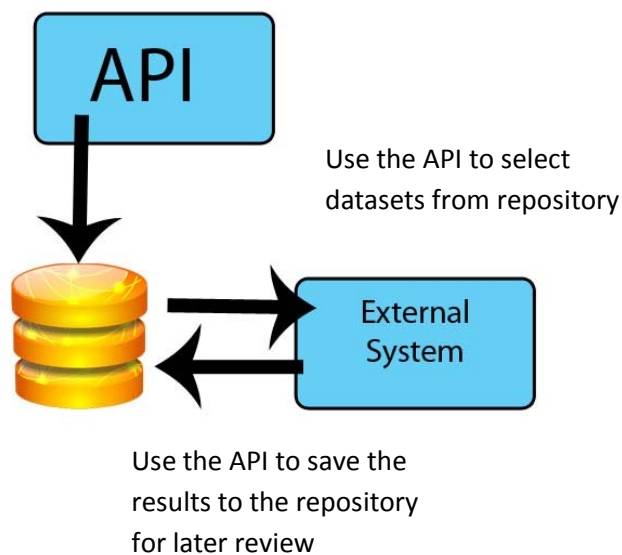 API
Use the API to select
datasets from repository
External
System
Use the API to save the
results to the repository
for later review